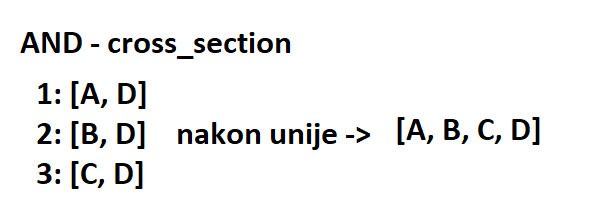 AND - cross_section
1: [A, D]
2: [B, D] nakon unije -> [A, B, C, D]
3: [C, D]